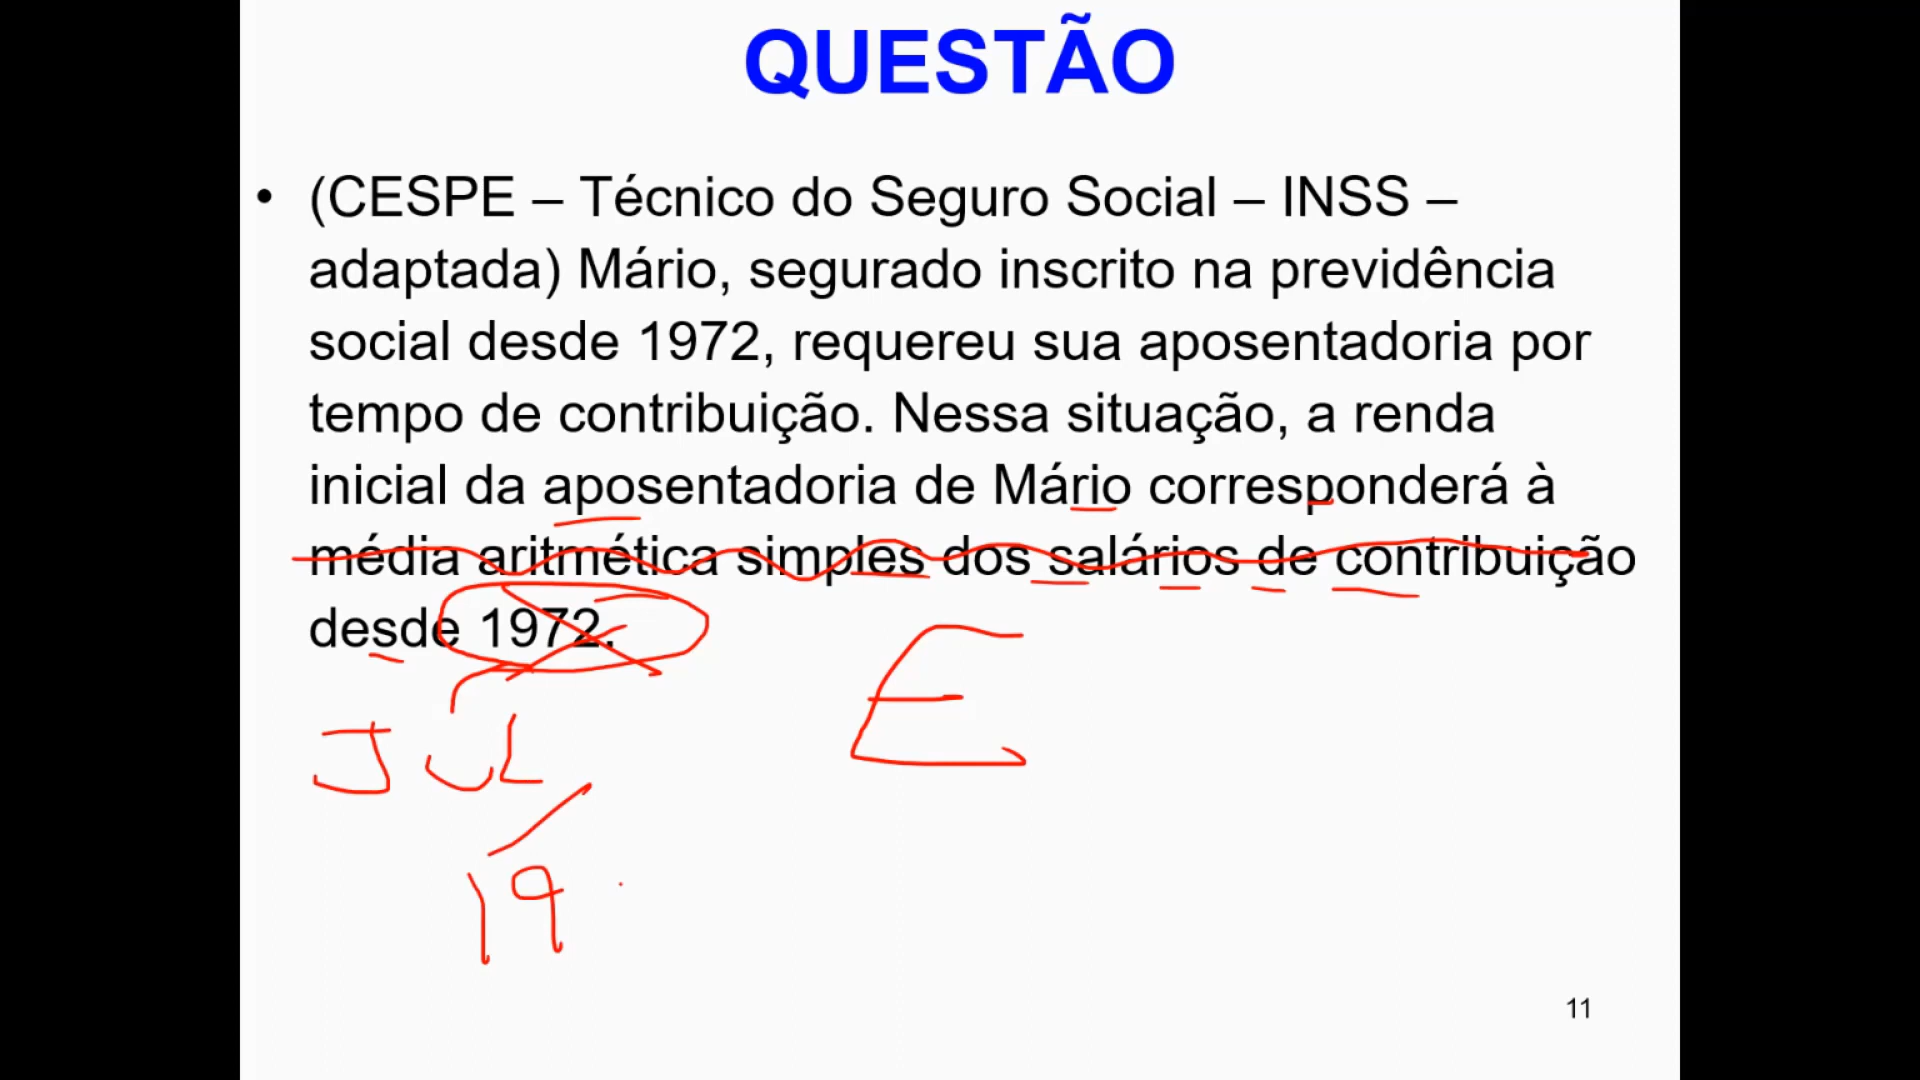 QUESTÃO
• (CESPE – Técnico do Seguro Social – INSS –
adaptada) Mário, segurado inscrito na previdência
social desde 1972, requereu sua aposentadoria por
tempo de contribuição. Nessa situação, a renda
inicial da aposentadoria de Mário corresponderá à
média aritmética simples dos salários de contribuição
desde 1972.
E
JUL
/
19
11